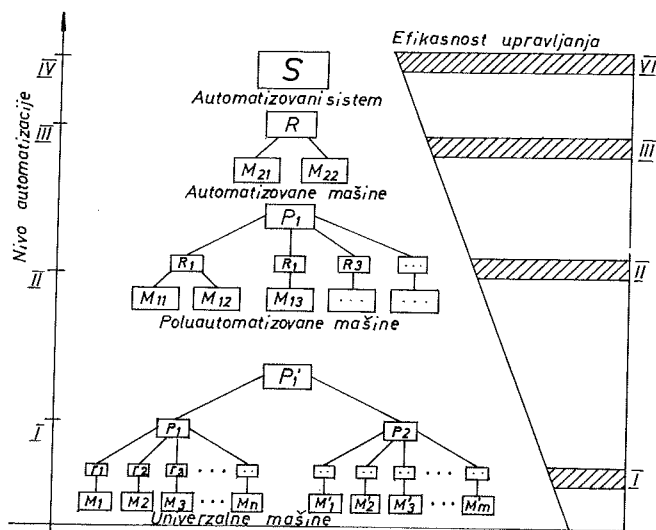 Efikasnost upravljanja
Nivo automatizacije
IV
S
VI
Automatizovani sistem
III
R
III
M21 M22
Automatizovane mašine
P1
II
R1 R1 R3 ...
II
M11 M12 M13 ... ...
Poluautomatizovane mašine
P1'
I
P1 P2
r1 r2 r3 ... .. .. .. .. ... ..
I
M1 M2 M3 ... Mn M'1 M'2 M'3 ... M'm
Univerzalne mašine